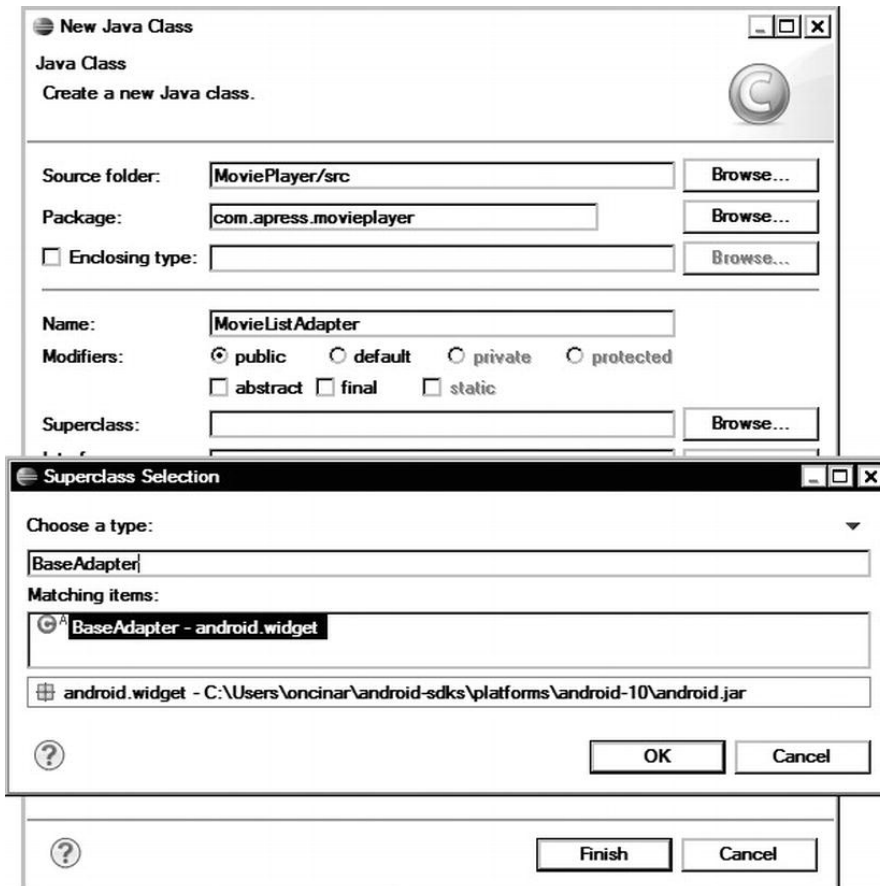 New Java Class
Java Class
Create a new Java class.
C
Source folder: MoviePlayer/src Browse...
Package: com.apress.movieplayer Browse...
Enclosing type: Browse...
Name: MovieListAdapter
Modifiers: public default private protected
abstract final static
Superclass: Browse...
Superclass Selection
Choose a type:
BaseAdapter
Matching items:
C A BaseAdapter - android.widget
android.widget - C:\Users\oncinar\android-sdks\platforms\android-10\android.jar
? OK Cancel
? Finish Cancel